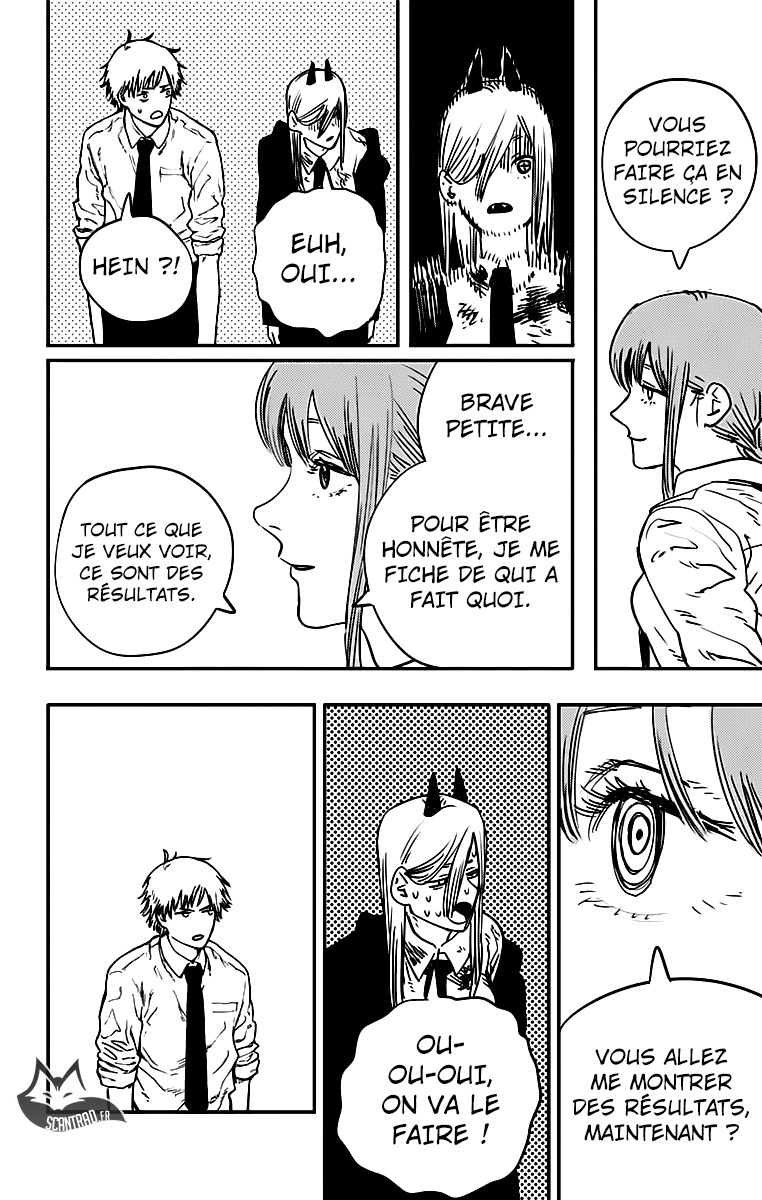 VOUS
POURRIEZ
FAIRE ÇA EN
SILENCE ?
EUH,
OUI...
HEIN ?!
BRAVE
PETITE...
POUR ÊTRE
HONNÊTE, JE ME
FICHE DE QUI A
FAIT QUOI.
TOUT CE QUE
JE VEUX VOIR,
CE SONT DES
RÉSULTATS.
VOUS ALLEZ
ME MONTRER
DES RÉSULTATS,
MAINTENANT ?
OU-
OU-OUI,
ON VA LE
FAIRE !
SCANTRAD.FR